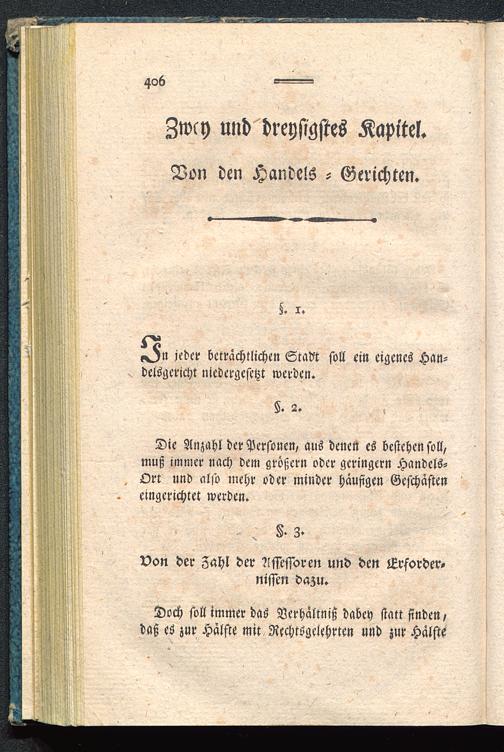 406
Zwey und dreysigstes Kapitel.
Von den Handels = Gerichten.
§. 1.
In jeder beträchtlichen Stadt soll ein eigenes Han-
delsgericht niedergesetzt werden.
§. 2.
Die Anzahl der Personen, aus denen es bestehen soll,
muß immer nach dem größern oder geringern Handels-
Ort und also mehr oder minder häufigen Geschäften
eingerichtet werden.
§. 3.
Von der Zahl der Assessoren und den Erforder-
nissen dazu.
Doch soll immer das Verhältniß dabey statt finden,
daß es zur Hälfte mit Rechtsgelehrten und zur Hälfte